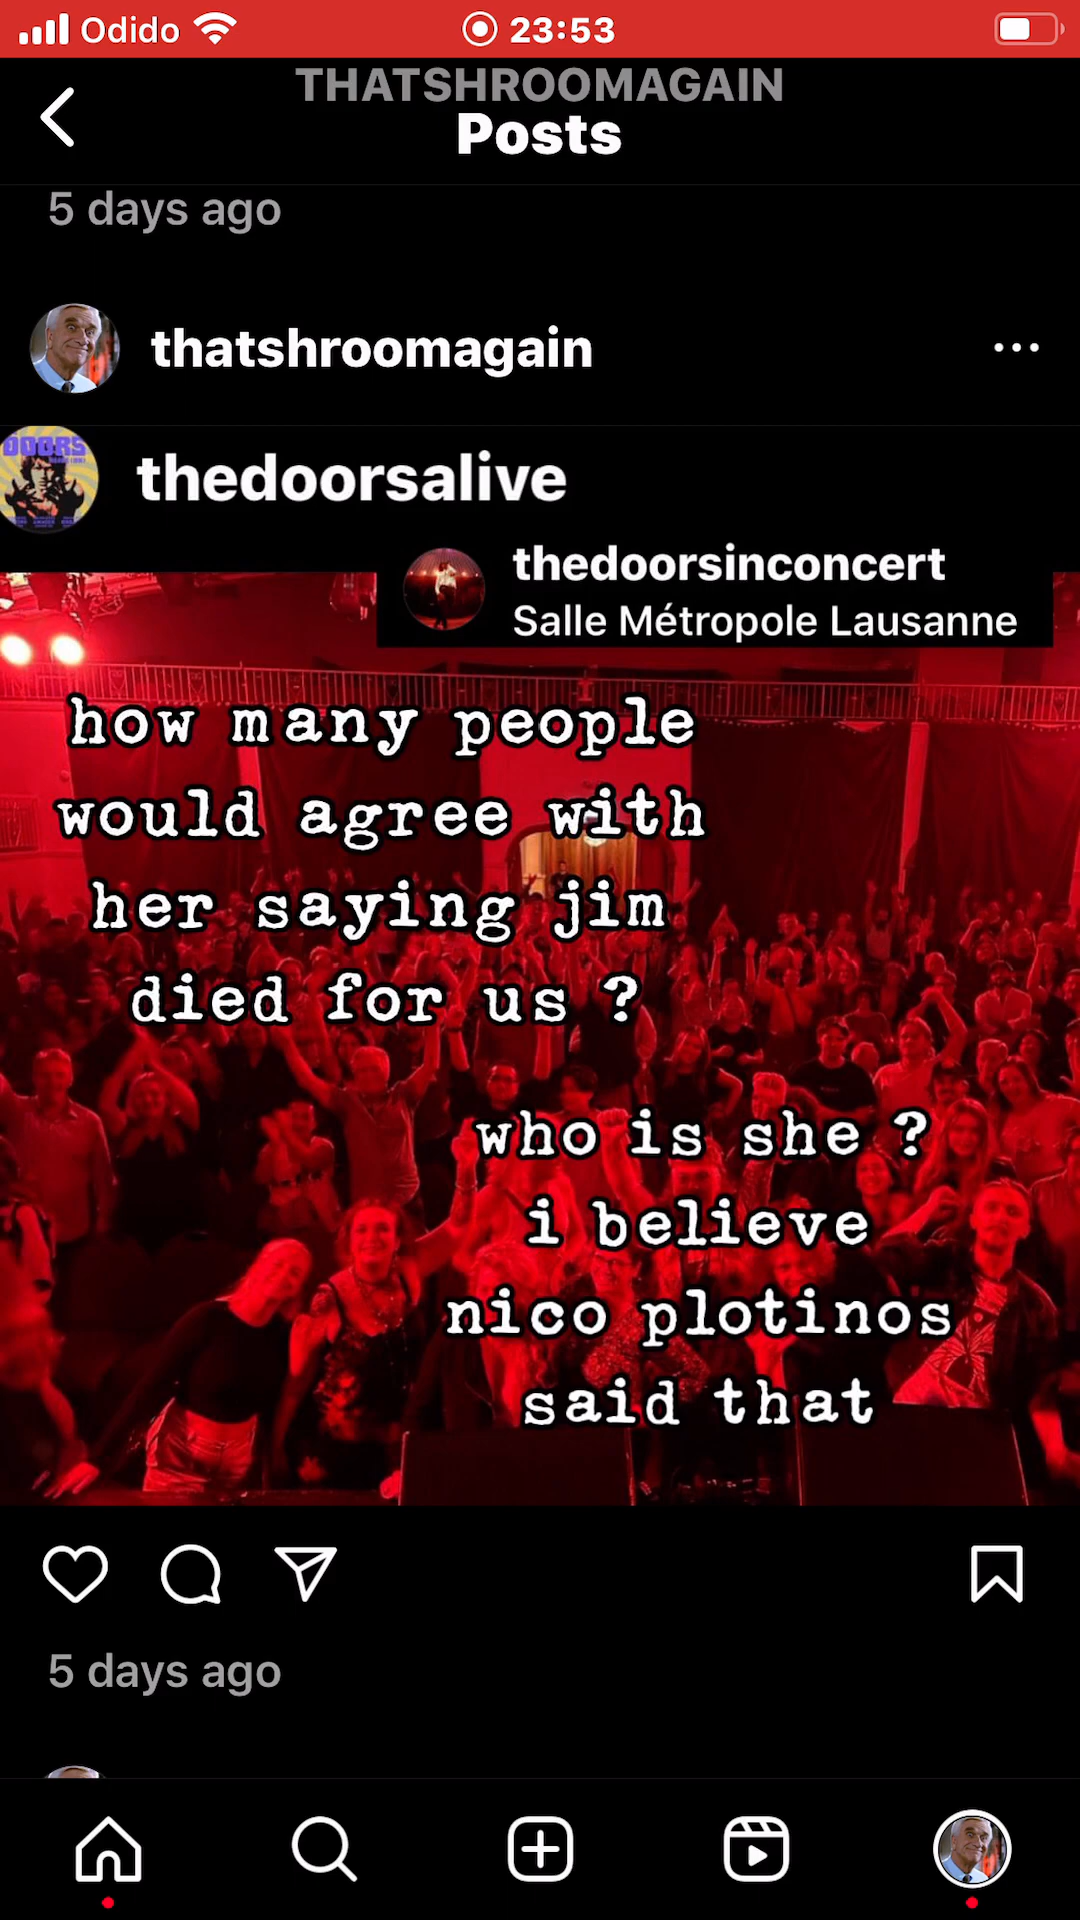 Odido 23:53
THATSHROOMAGAIN
Posts
5 days ago
thatshroomagain
DOORS
thedoorsalive
thedoorsinconcert
Salle Métropole Lausanne
how many people
would agree with
her saying jim
died for us ?
who is she ?
i believe
nico plotinos
said that
5 days ago